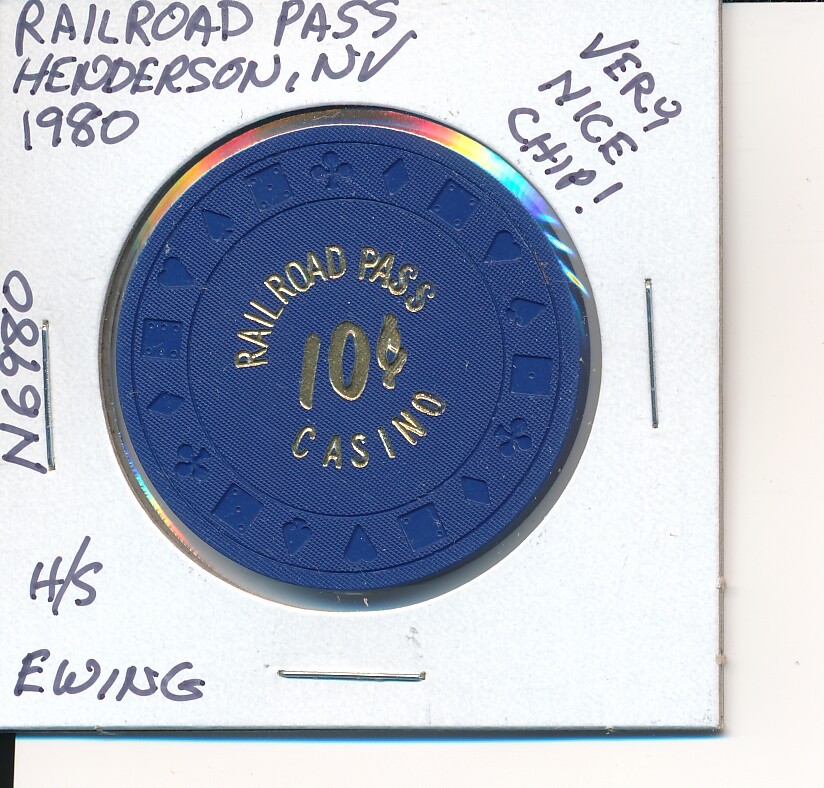 RAILROAD PASS
HENDERSON, NV
1980
VERY
NICE
CHIP!
RAILROAD PASS
10¢
CASINO
N6980
H/S
EWING